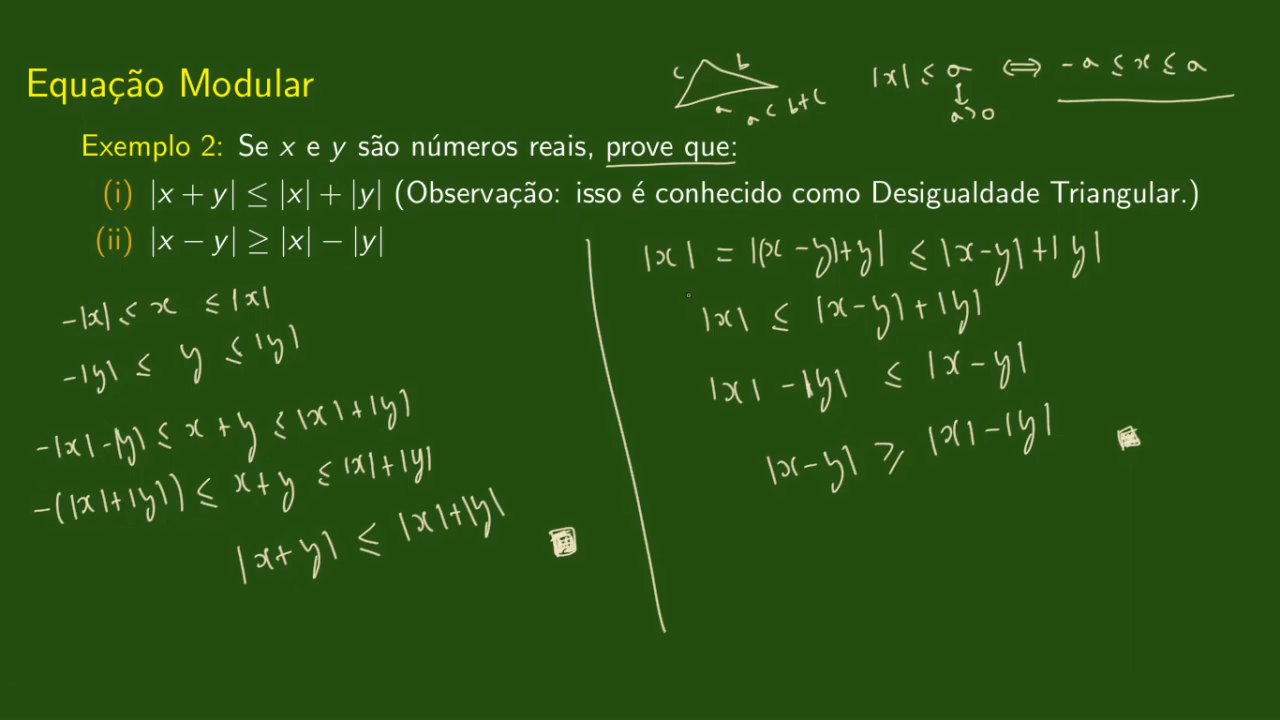 Equação Modular
c b
a a < b+c
|x| ≤ a ⟺ -a ≤ x ≤ a
a>0
Exemplo 2: Se x e y são números reais, prove que:
(i) |x + y| ≤ |x| + |y| (Observação: isso é conhecido como Desigualdade Triangular.)
(ii) |x − y| ≥ |x| − |y|
-|x| ≤ x ≤ |x|
-|y| ≤ y ≤ |y|
-|x|-|y| ≤ x+y ≤ |x|+|y|
-(|x|+|y|) ≤ x+y ≤ |x|+|y|
|x+y| ≤ |x|+|y|
|x| = |(x-y)+y| ≤ |x-y|+|y|
|x| ≤ |x-y|+|y|
|x| -|y| ≤ |x-y|
|x-y| ≥ |x|-|y|